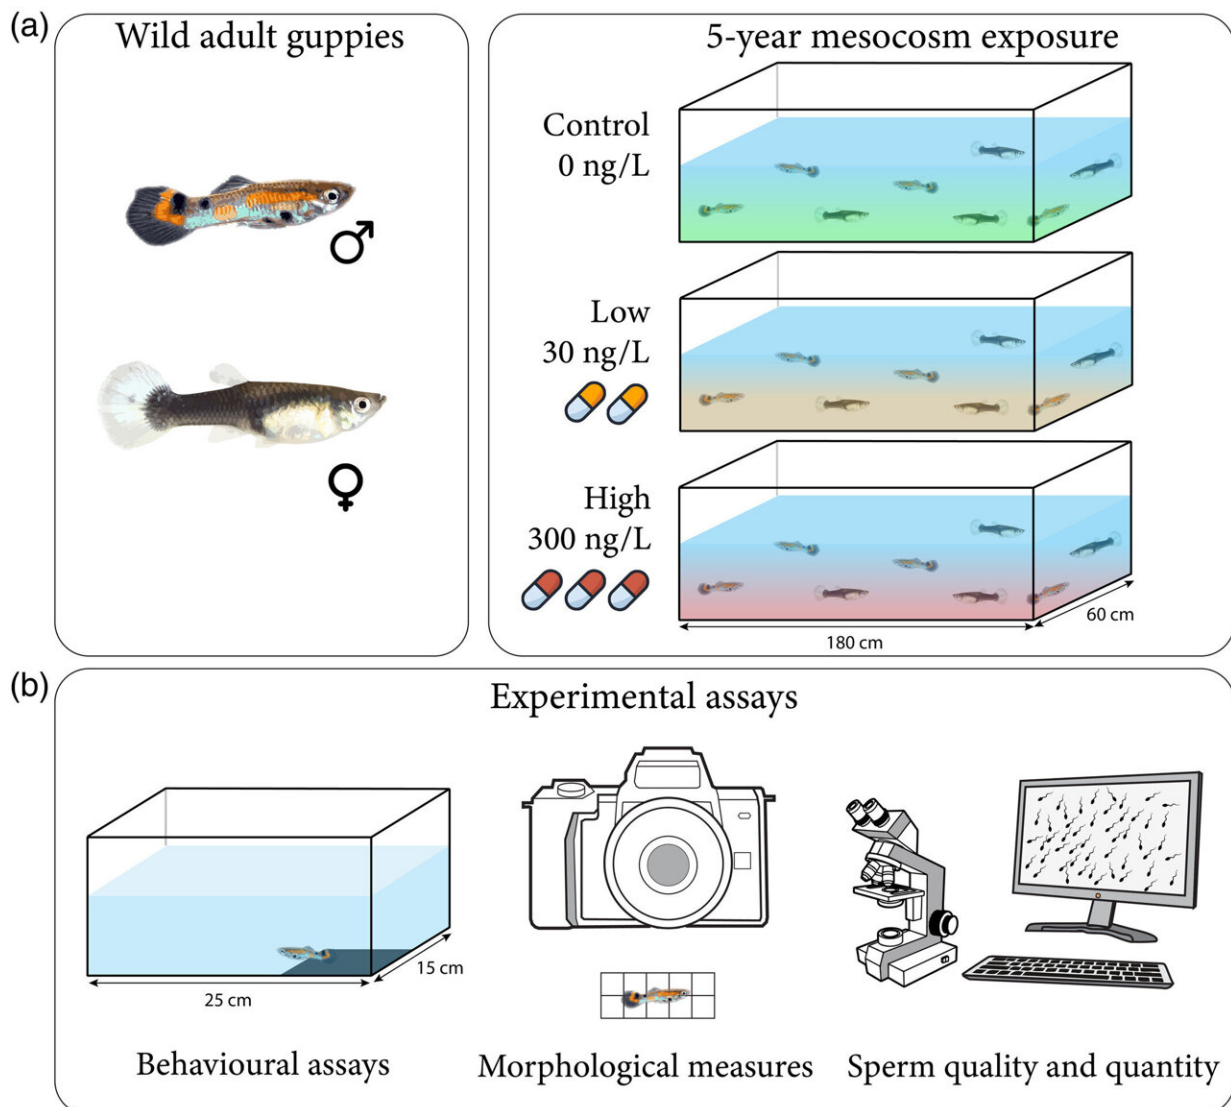 (a)
Wild adult guppies
♂
♀
5-year mesocosm exposure
Control
0 ng/L
Low
30 ng/L
High
300 ng/L
180 cm
60 cm
(b)
Experimental assays
25 cm
15 cm
Behavioural assays
Morphological measures
Sperm quality and quantity